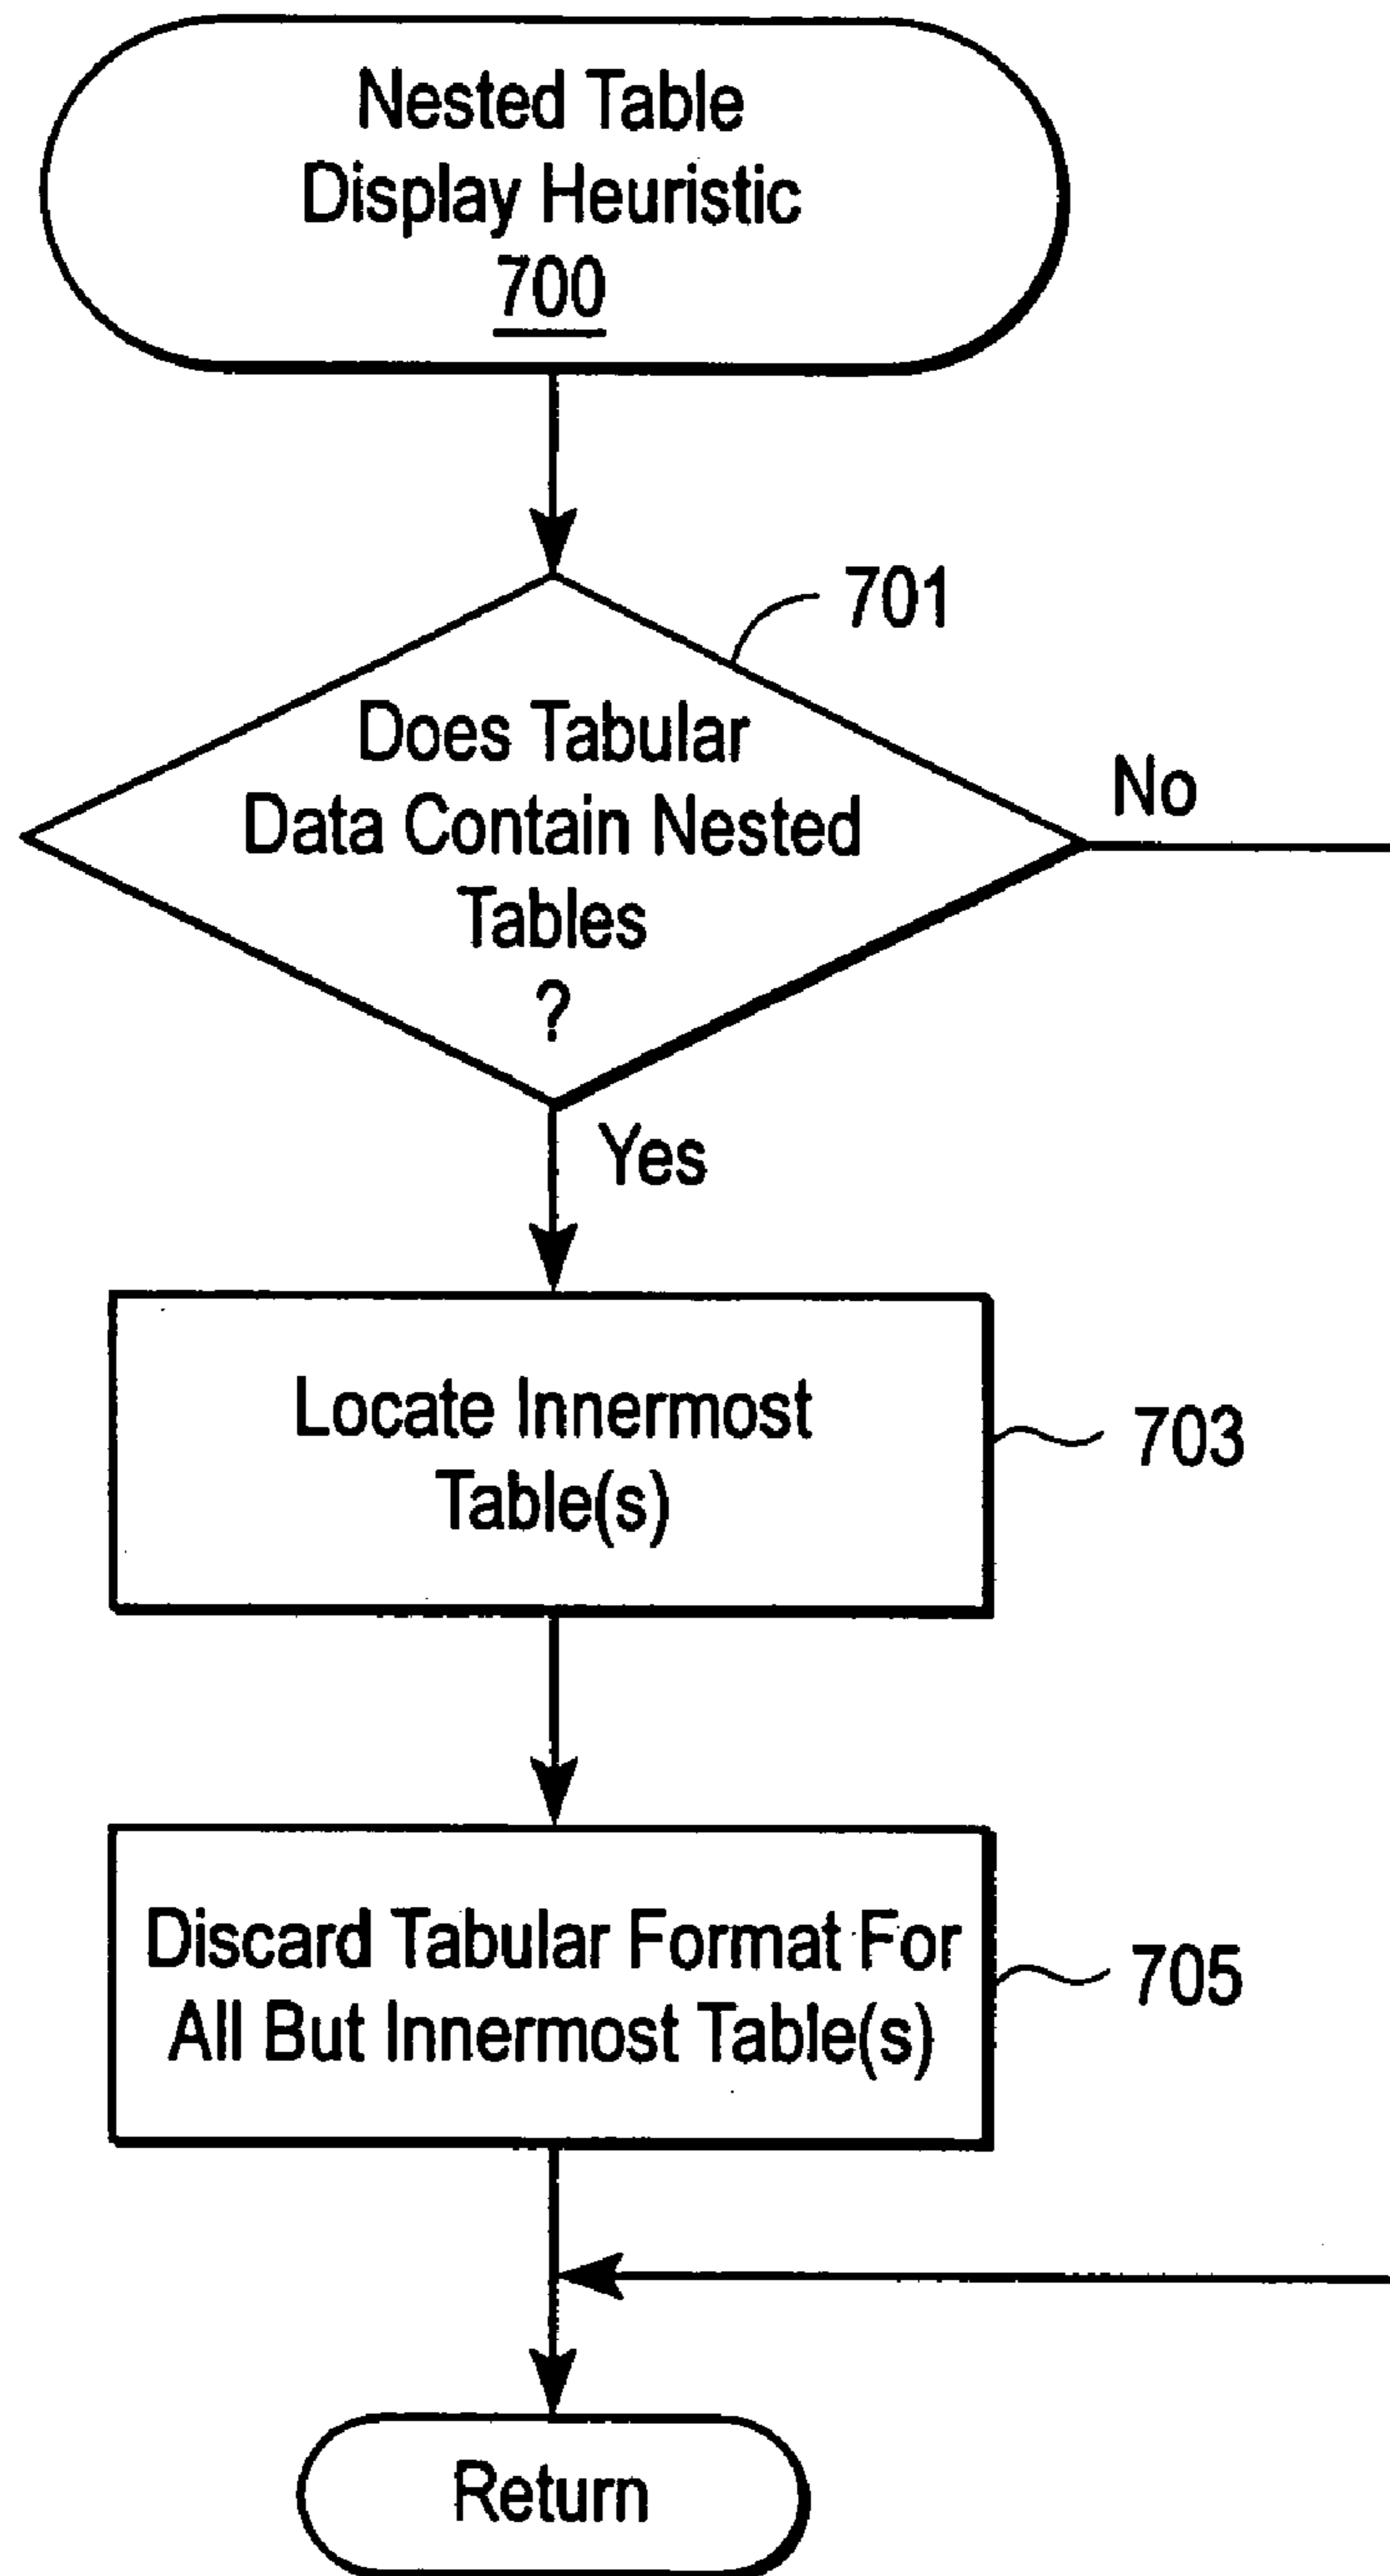 Nested Table
Display Heuristic
700
701
Does Tabular
Data Contain Nested
Tables
?
No
Yes
Locate Innermost
Table(s)
703
Discard Tabular Format For
All But Innermost Table(s)
705
Return